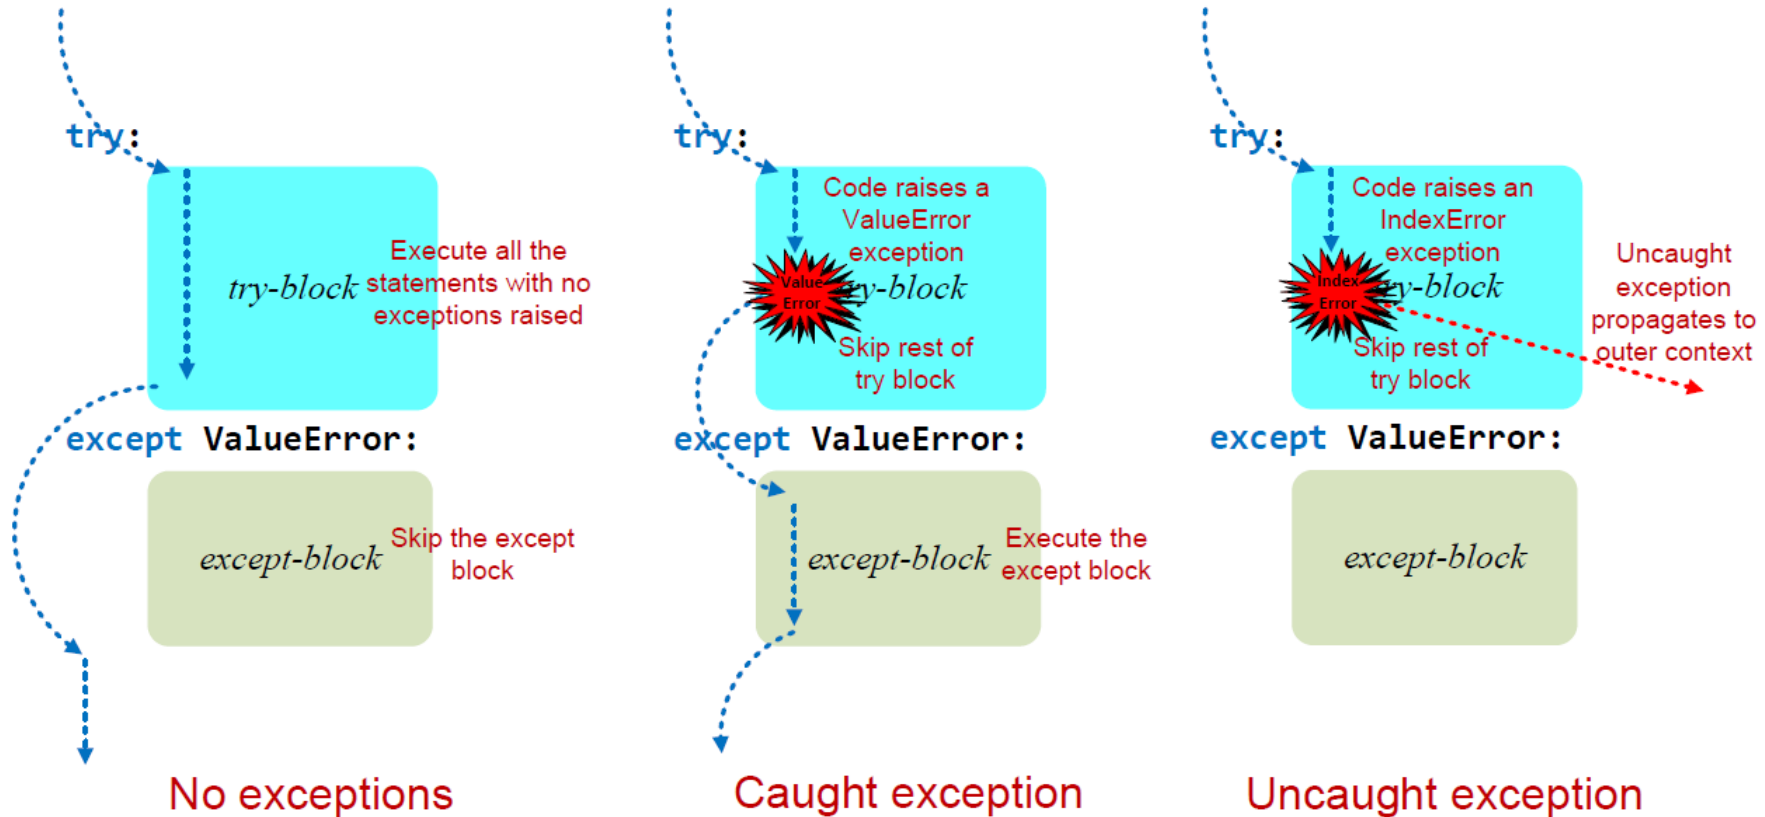 try:
Execute all the
statements with no
exceptions raised
try-block
except ValueError:
Skip the except
block
except-block
No exceptions
try:
Code raises a
ValueError
exception
Value
Error
ry-block
Skip rest of
try block
except ValueError:
Execute the
except block
except-block
Caught exception
try:
Code raises an
IndexError
exception
Index
Error
ry-block
Skip rest of
try block
Uncaught
exception
propagates to
outer context
except ValueError:
except-block
Uncaught exception